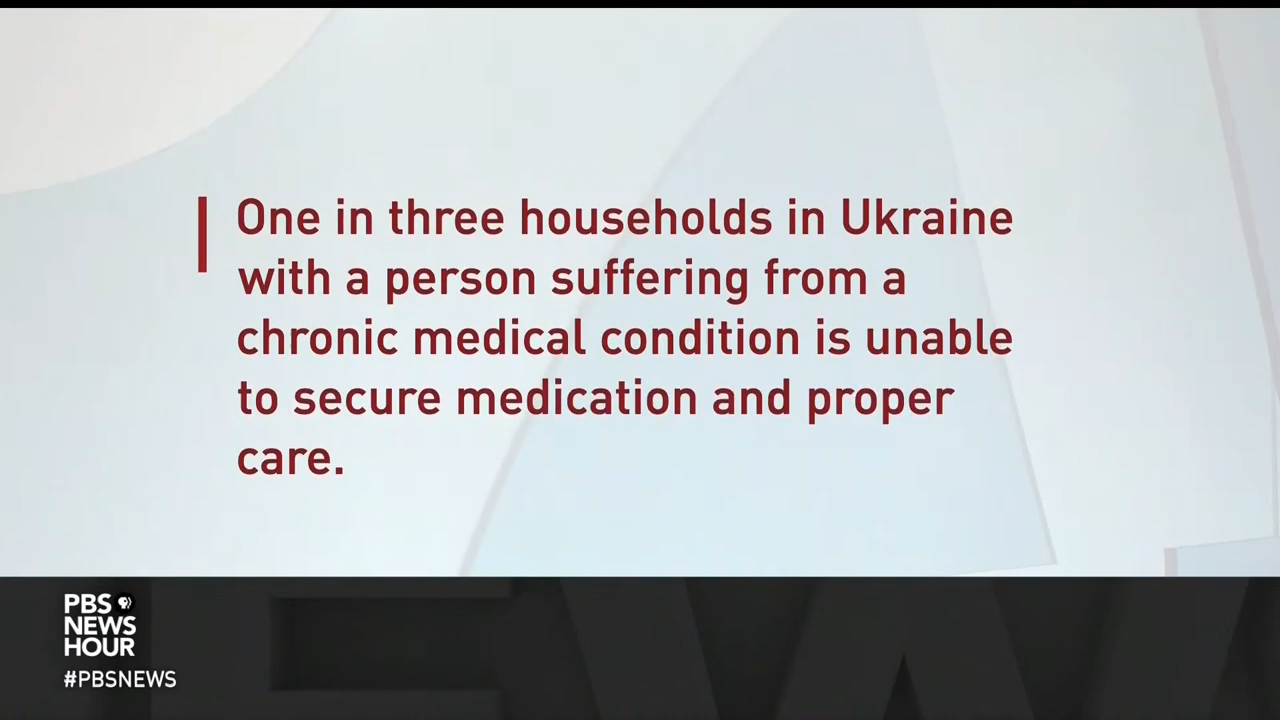 One in three households in Ukraine
with a person suffering from a
chronic medical condition is unable
to secure medication and proper
care.
PBS
NEWS
HOUR
#PBSNEWS